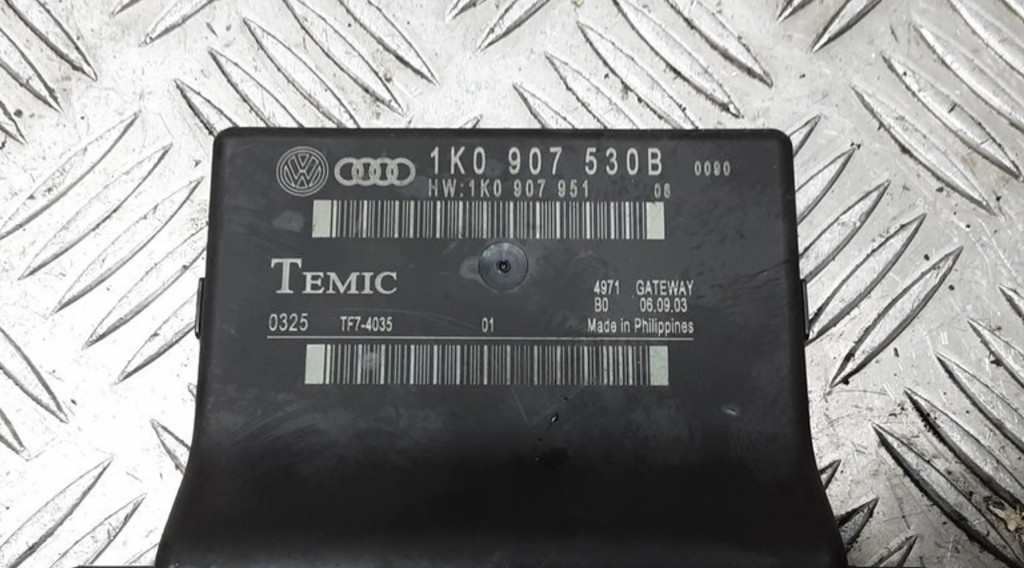 1K0 907 530B 0090
HW:1K0 907 951 08
TEMIC
4971 GATEWAY
B0 06.09.03
0325 TF7-4035 01 Made in Philippines